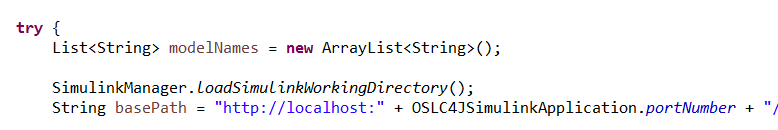 try {
List<String> modelNames = new ArrayList<String>();
SimulinkManager.loadSimulinkWorkingDirectory();
String basePath = "http://localhost:" + OSLC4JSimulinkApplication.portNumber + "/